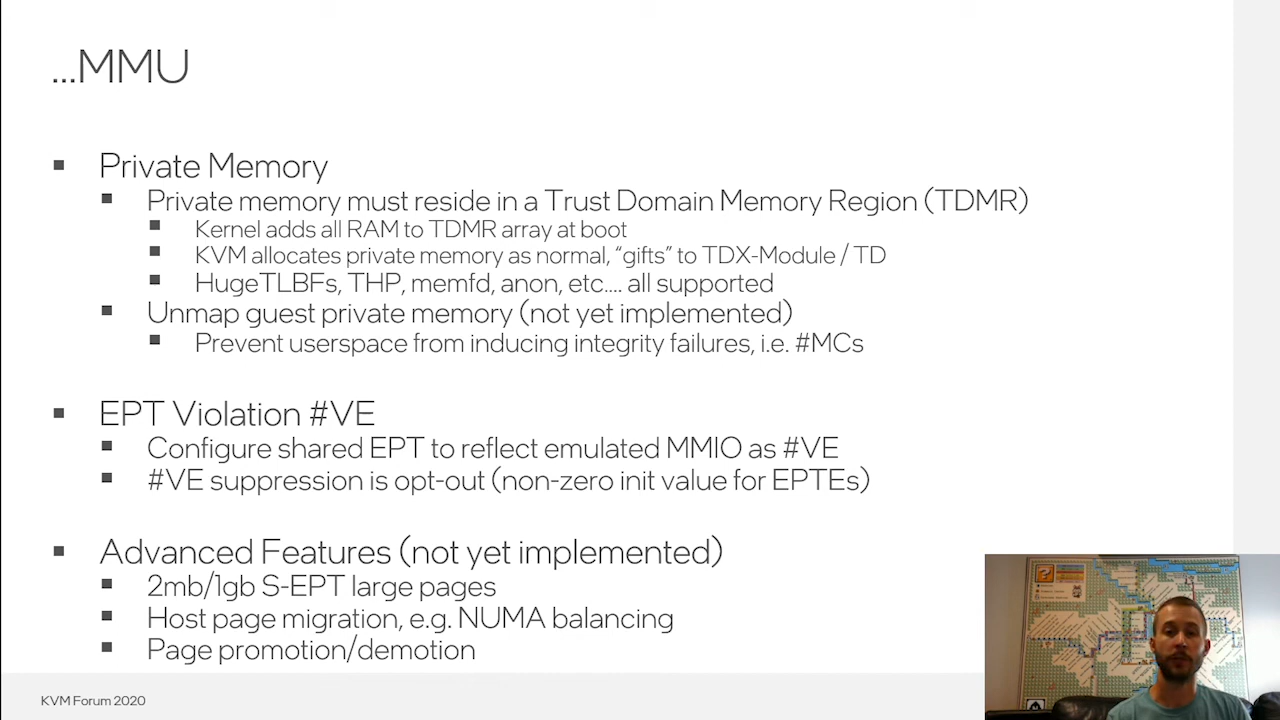 ...MMU
Private Memory
Private memory must reside in a Trust Domain Memory Region (TDMR)
Kernel adds all RAM to TDMR array at boot
KVM allocates private memory as normal, “gifts” to TDX-Module / TD
HugeTLBFs, THP, memfd, anon, etc.... all supported
Unmap guest private memory (not yet implemented)
Prevent userspace from inducing integrity failures, i.e. #MCs
EPT Violation #VE
Configure shared EPT to reflect emulated MMIO as #VE
#VE suppression is opt-out (non-zero init value for EPTEs)
Advanced Features (not yet implemented)
2mb/1gb S-EPT large pages
Host page migration, e.g. NUMA balancing
Page promotion/demotion
KVM Forum 2020